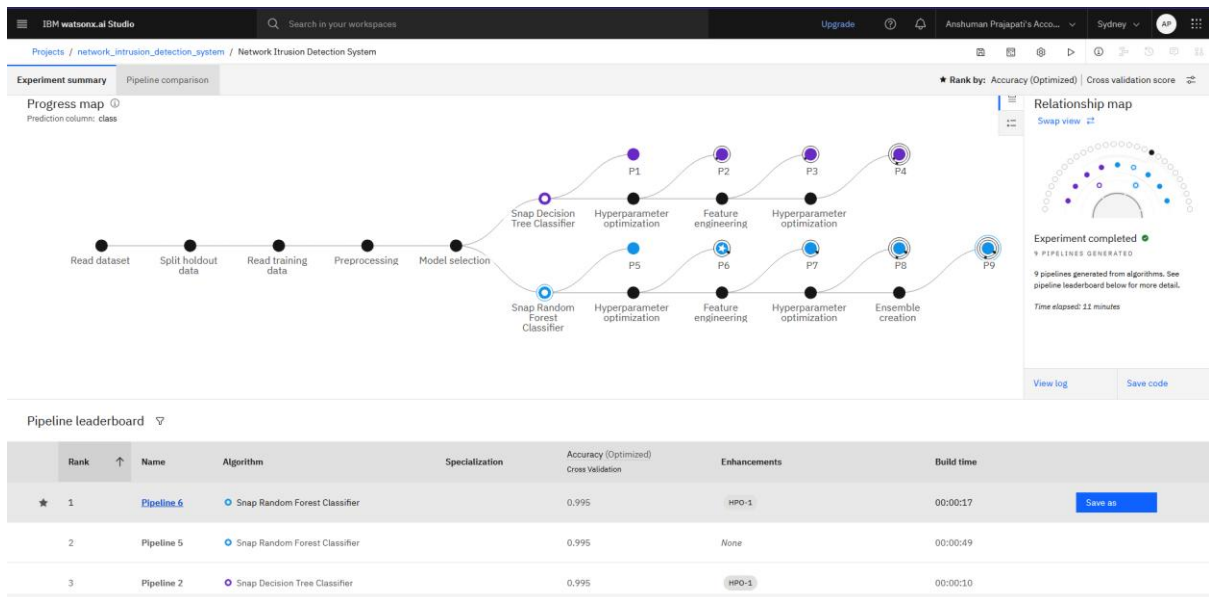 IBM watsonx.ai Studio
Search in your workspaces
Upgrade
Anshuman Prajapati's Acco...
Sydney
AP
Projects / network_intrusion_detection_system / Network Itrusion Detection System
Experiment summary
Pipeline comparison
Rank by: Accuracy (Optimized) | Cross validation score
Progress map
Prediction column: class
P1
P2
P3
P4
Snap Decision
Tree Classifier
Hyperparameter
optimization
Feature
engineering
Hyperparameter
optimization
Read dataset
Split holdout
data
Read training
data
Preprocessing
Model selection
P5
P6
P7
P8
P9
Snap Random
Forest
Classifier
Hyperparameter
optimization
Feature
engineering
Hyperparameter
optimization
Ensemble
creation
Relationship map
Swap view
Experiment completed
9 PIPELINES GENERATED
9 pipelines generated from algorithms. See
pipeline leaderboard below for more detail.
Time elapsed: 11 minutes
View log
Save code
Pipeline leaderboard
Rank Name Algorithm Specialization Accuracy (Optimized) Enhancements Build time
Cross Validation
1 Pipeline 6 Snap Random Forest Classifier 0.995 HPO-1 00:00:17 Save as
2 Pipeline 5 Snap Random Forest Classifier 0.995 None 00:00:49
3 Pipeline 2 Snap Decision Tree Classifier 0.995 HPO-1 00:00:10